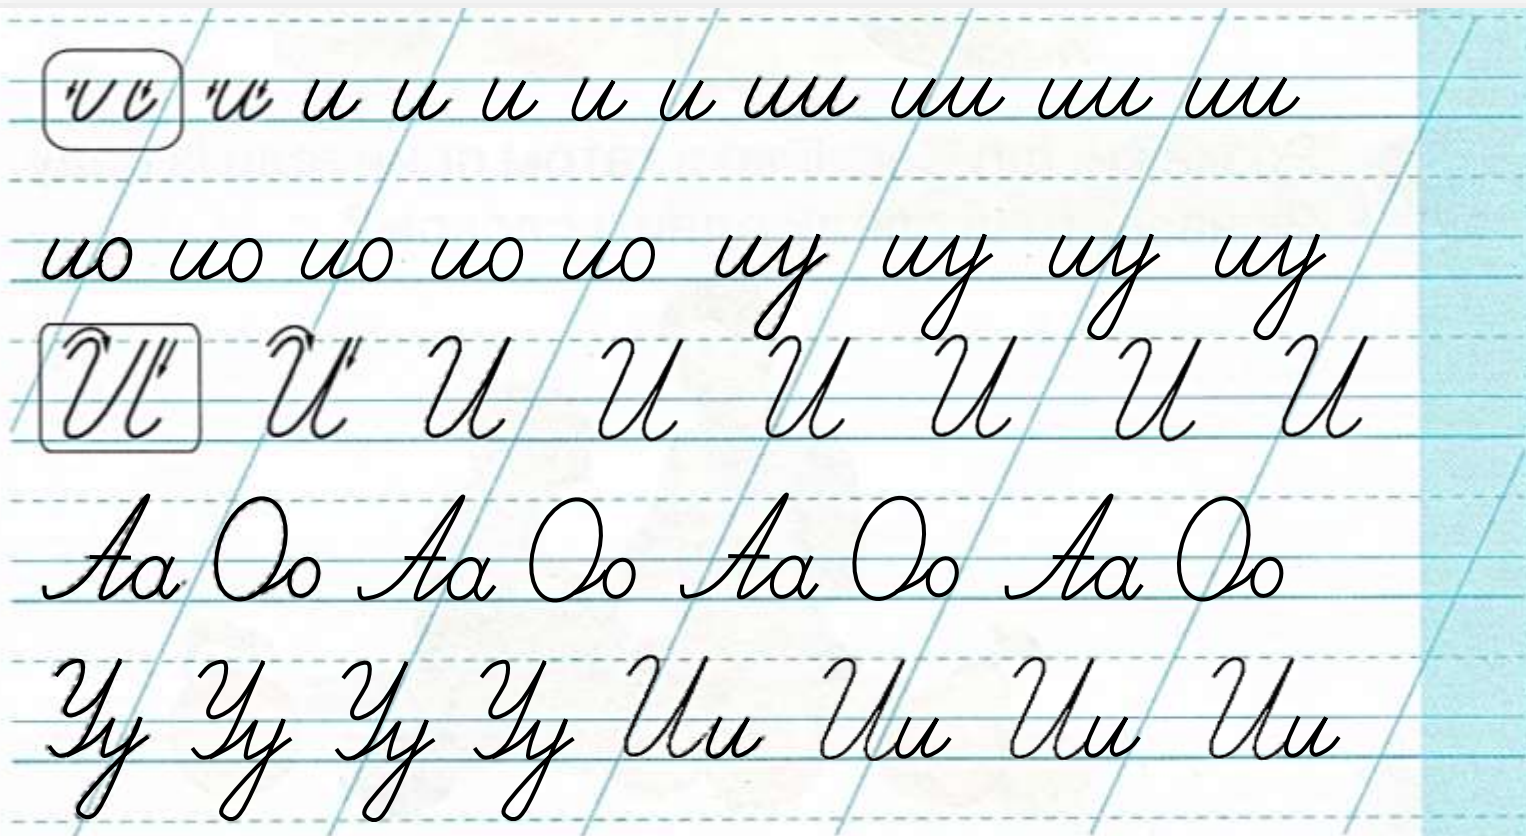 и и и и и и и ии ии ии ии
ио ио ио ио ио иу иу иу иу
И И И И И И И И
Аа Оо Аа Оо Аа Оо Аа Оо
Уу Уу Уу Уу Ии Ии Ии Ии